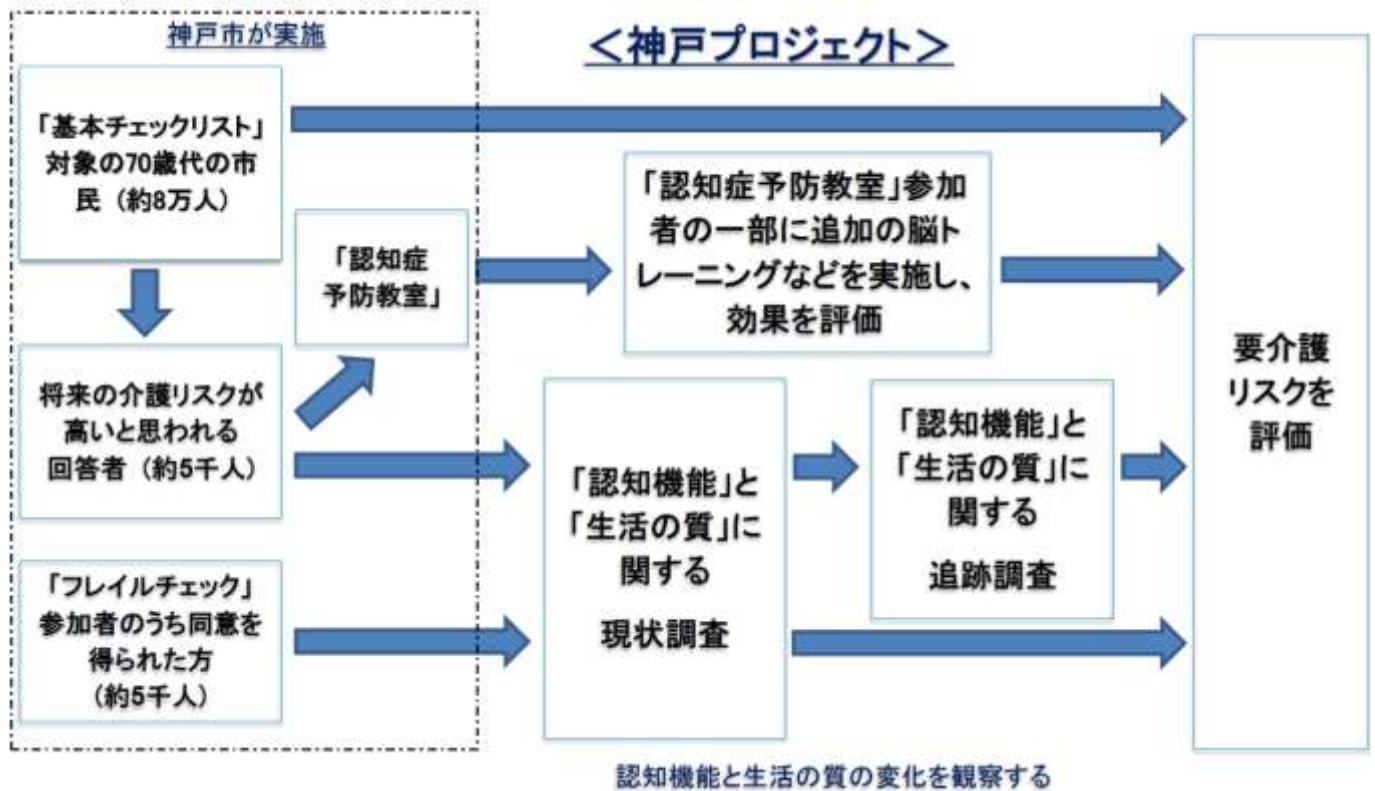 神戸市が実施
＜神戸プロジェクト＞
「基本チェックリスト」
対象の70歳代の市
民（約8万人）
「認知症
予防教室」
「認知症予防教室」参加
者の一部に追加の脳ト
レーニングなどを実施し、
効果を評価
将来の介護リスクが
高いと思われる
回答者（約5千人）
「認知機能」と
「生活の質」に
関する
現状調査
「認知機能」と
「生活の質」に
関する
追跡調査
要介護
リスクを
評価
「フレイルチェック」
参加者のうち同意を
得られた方
（約5千人）
認知機能と生活の質の変化を観察する